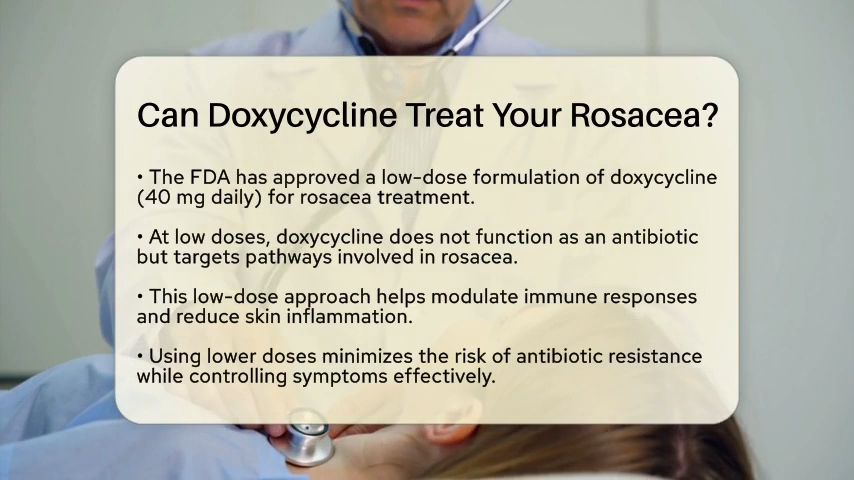 Can Doxycycline Treat Your Rosacea?
• The FDA has approved a low-dose formulation of doxycycline
(40 mg daily) for rosacea treatment.
• At low doses, doxycycline does not function as an antibiotic
but targets pathways involved in rosacea.
• This low-dose approach helps modulate immune responses
and reduce skin inflammation.
• Using lower doses minimizes the risk of antibiotic resistance
while controlling symptoms effectively.